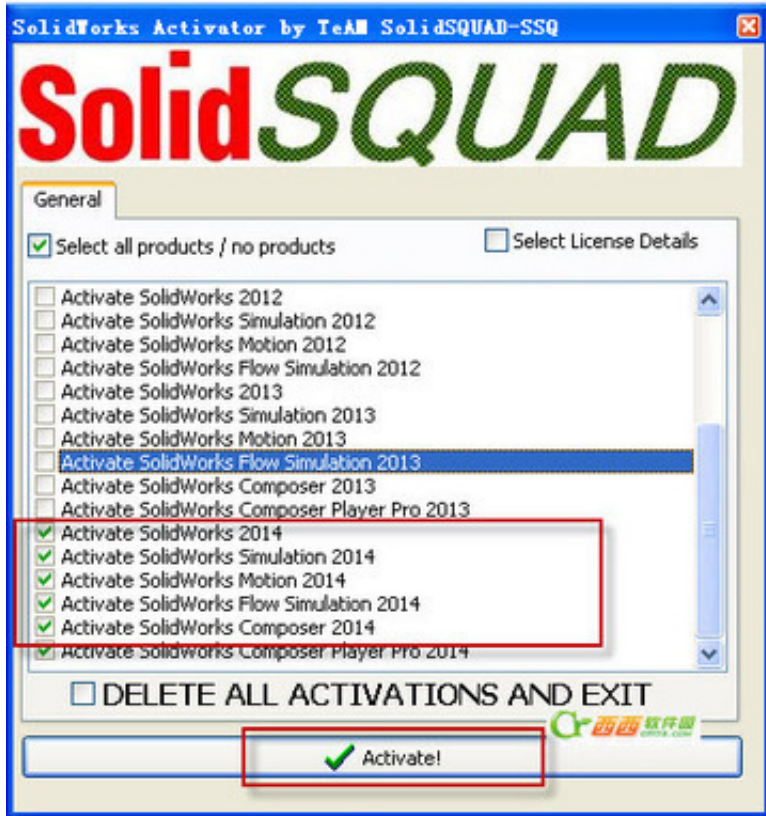 SolidWorks Activator by TeAM SolidSQUAD-SSQ
SolidSQUAD
General
Select all products / no products
Select License Details
Activate SolidWorks 2012
Activate SolidWorks Simulation 2012
Activate SolidWorks Motion 2012
Activate SolidWorks Flow Simulation 2012
Activate SolidWorks 2013
Activate SolidWorks Simulation 2013
Activate SolidWorks Motion 2013
Activate SolidWorks Flow Simulation 2013
Activate SolidWorks Composer 2013
Activate SolidWorks Composer Player Pro 2013
Activate SolidWorks 2014
Activate SolidWorks Simulation 2014
Activate SolidWorks Motion 2014
Activate SolidWorks Flow Simulation 2014
Activate SolidWorks Composer 2014
Activate SolidWorks Composer Player Pro 2014
DELETE ALL ACTIVATIONS AND EXIT
西西软件园
Activate!